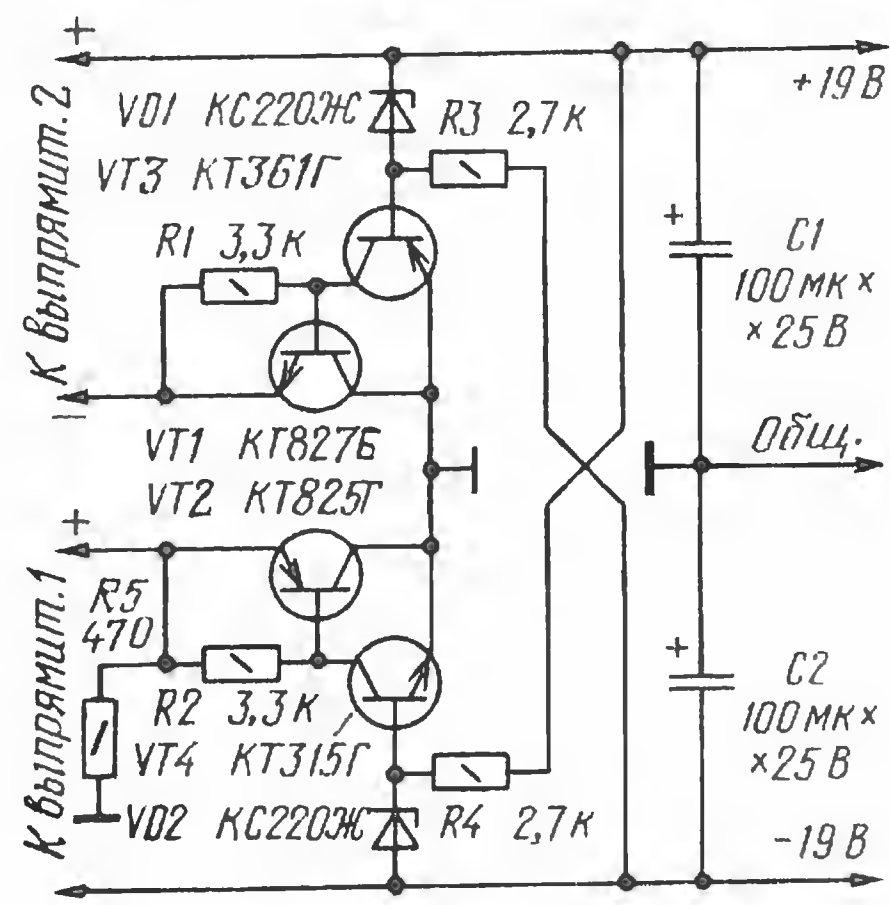 +
+19 В
VD1 КС220Ж
R3 2,7 к
VT3 КТ361Г
К выпрямит. 2
R1 3,3 к
+
C1
100 мк ×
× 25 В
−
VT1 КТ827Б
VT2 КТ825Г
Общ.
+
R5
470
К выпрямит. 1
R2 3,3 к
VT4 КТ315Г
+
C2
100 мк ×
× 25 В
VD2 КС220Ж
R4 2,7 к
-19 В